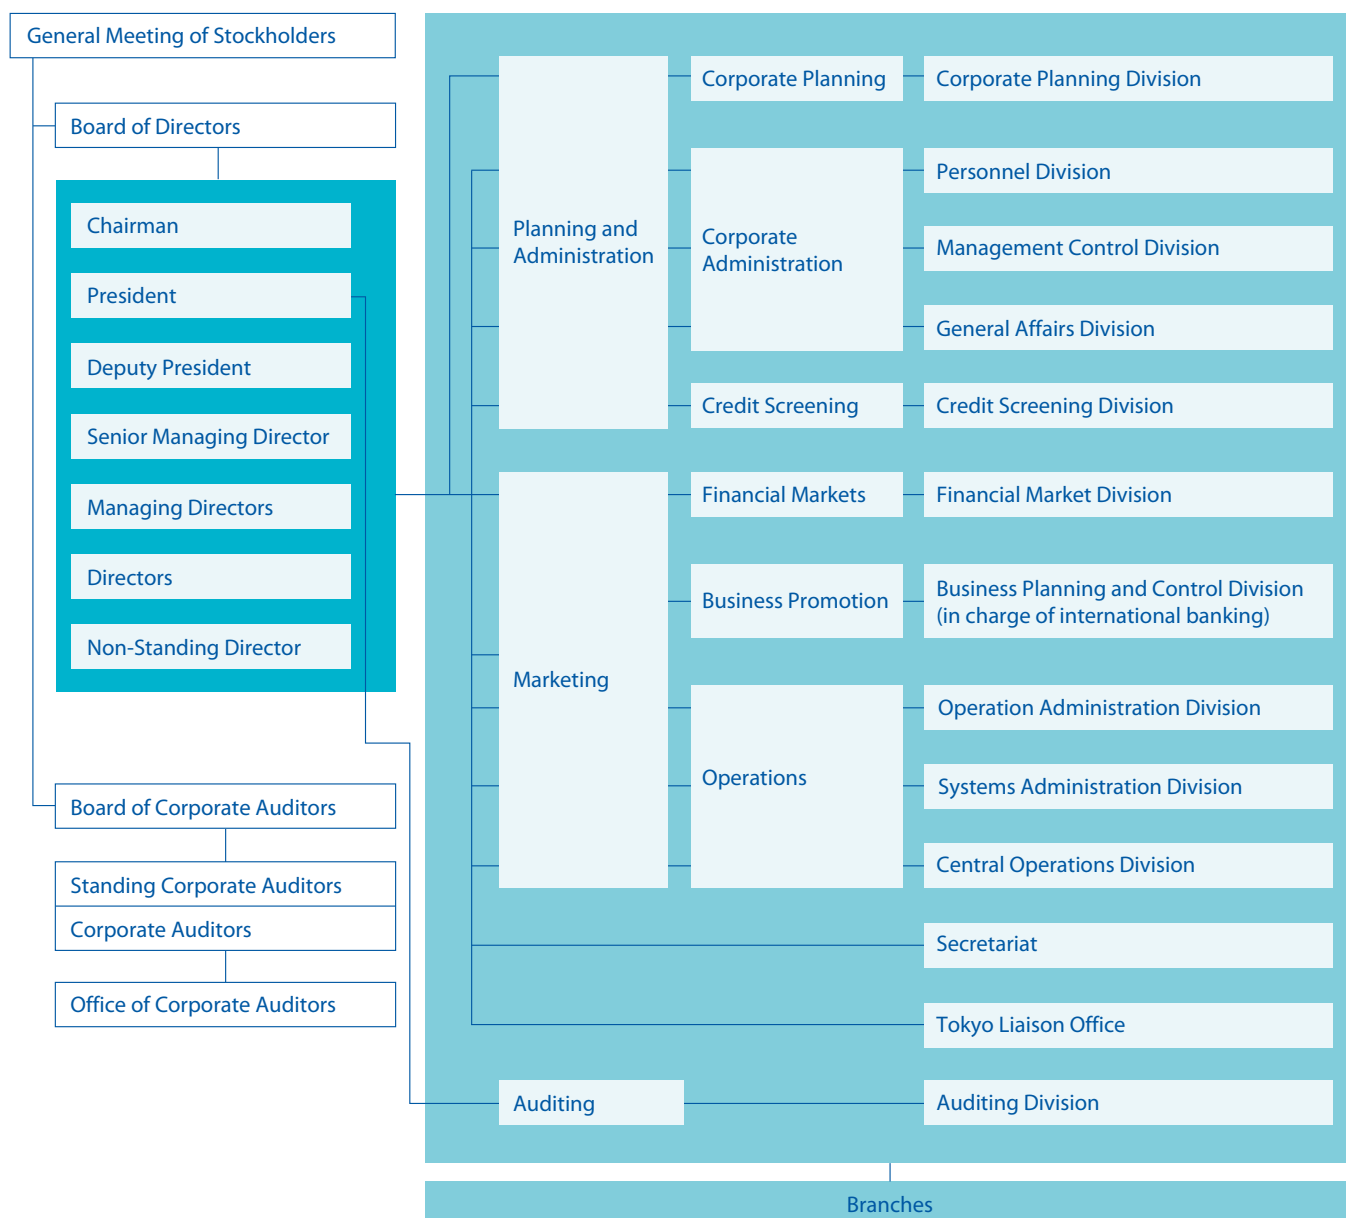 General Meeting of Stockholders
Board of Directors
Chairman
President
Deputy President
Senior Managing Director
Managing Directors
Directors
Non-Standing Director
Board of Corporate Auditors
Standing Corporate Auditors
Corporate Auditors
Office of Corporate Auditors
Planning and
Administration
Corporate Planning
Corporate Planning Division
Corporate
Administration
Personnel Division
Management Control Division
General Affairs Division
Credit Screening
Credit Screening Division
Marketing
Financial Markets
Financial Market Division
Business Promotion
Business Planning and Control Division
(in charge of international banking)
Operations
Operation Administration Division
Systems Administration Division
Central Operations Division
Secretariat
Tokyo Liaison Office
Auditing
Auditing Division
Branches